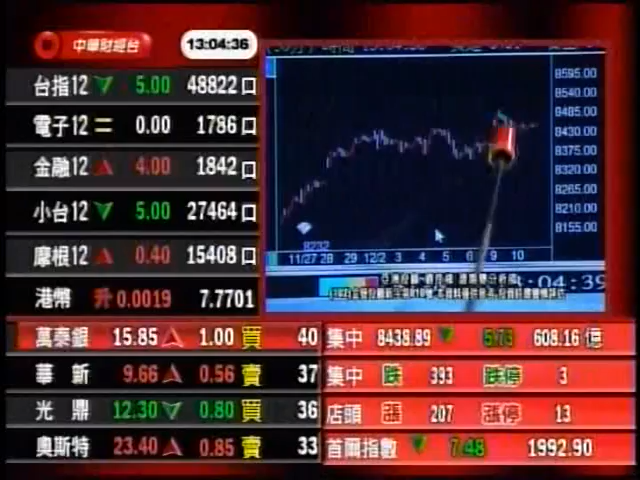 中華財經台
13:04:36
台指12 5.00 48822口
電子12 0.00 1786口
金融12 4.00 1842口
小台12 5.00 27464口
摩根12 0.40 15408口
港幣 升0.0019 7.7701
8595.00
8540.00
8485.00
8430.00
8375.00
8320.00
8265.00
8210.00
8155.00
8232
11/27 28 29 12/2 3 4 5 6 9 10
:04:39
萬泰銀 15.85 1.00 買 40
華新 9.66 0.56 賣 37
光鼎 12.30 0.80 買 36
奧斯特 23.40 0.85 賣 33
集中 8438.89 5.73 608.16 億
集中 跌 393 跌停 3
店頭 漲 207 漲停 13
首爾指數 7.48 1992.90